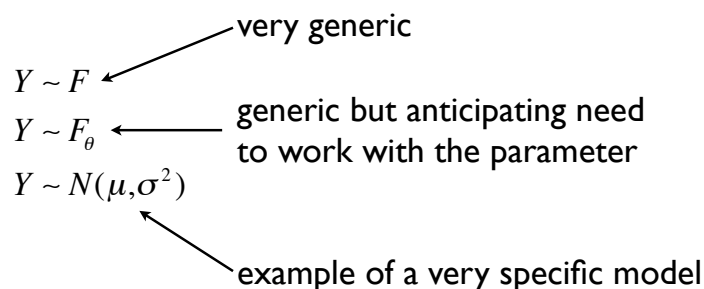 very generic
Y ~ F
Y ~ F_θ
generic but anticipating need
to work with the parameter
Y ~ N(μ,σ²)
example of a very specific model